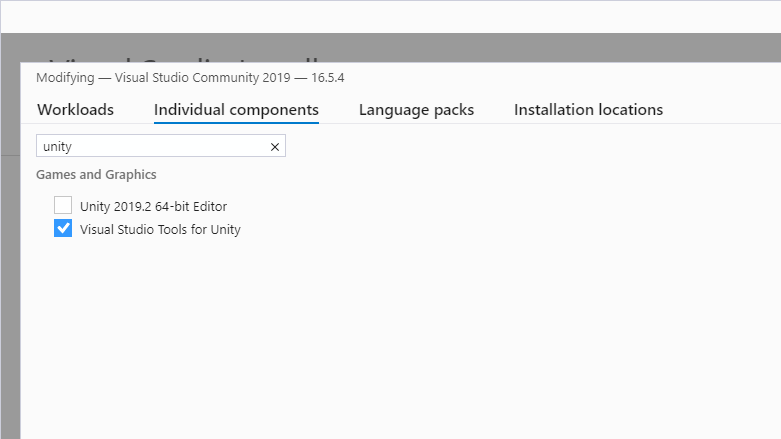 Modifying — Visual Studio Community 2019 — 16.5.4
Workloads Individual components Language packs Installation locations
unity
Games and Graphics
Unity 2019.2 64-bit Editor
Visual Studio Tools for Unity